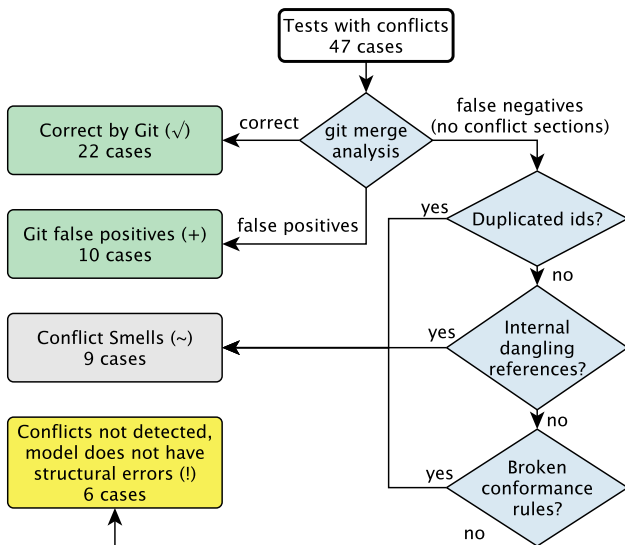 Tests with conflicts
47 cases
git merge
analysis
correct
false negatives
(no conflict sections)
Correct by Git (√)
22 cases
false positives
Git false positives (+)
10 cases
Duplicated ids?
yes
no
Conflict Smells (~)
9 cases
Internal
dangling
references?
yes
no
Conflicts not detected,
model does not have
structural errors (!)
6 cases
Broken
conformance
rules?
yes
no